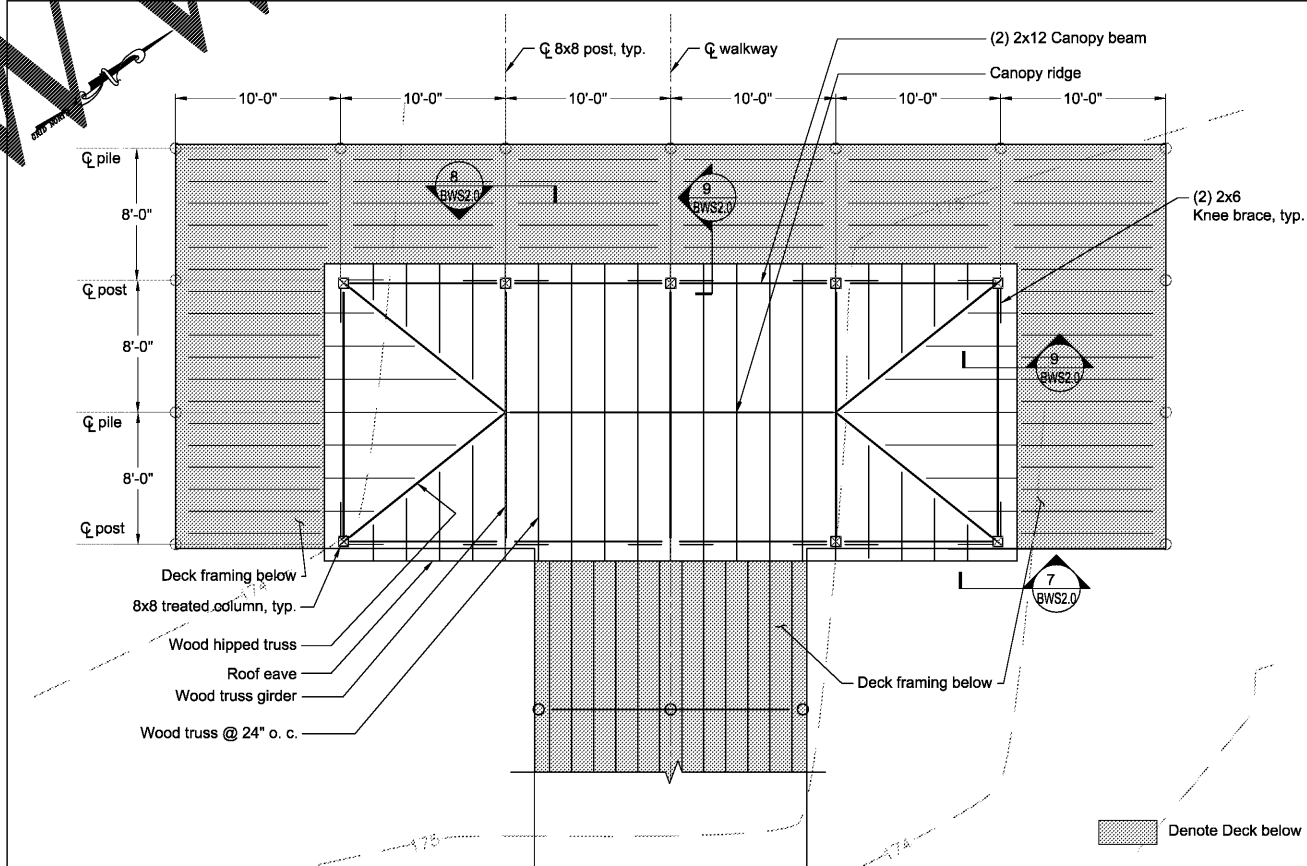 ℄ 8x8 post, typ.
℄ walkway
(2) 2x12 Canopy beam
Canopy ridge
10'-0" 10'-0" 10'-0" 10'-0" 10'-0" 10'-0"
℄ pile
8'-0"
8
BWS2.0
9
BWS2.0
(2) 2x6
Knee brace, typ.
℄ post
8'-0"
9
BWS2.0
℄ pile
8'-0"
℄ post
Deck framing below
174
8x8 treated column, typ.
7
BWS2.0
Wood hipped truss
Roof eave
Wood truss girder
Deck framing below
Wood truss @ 24" o. c.
Denote Deck below
175
174